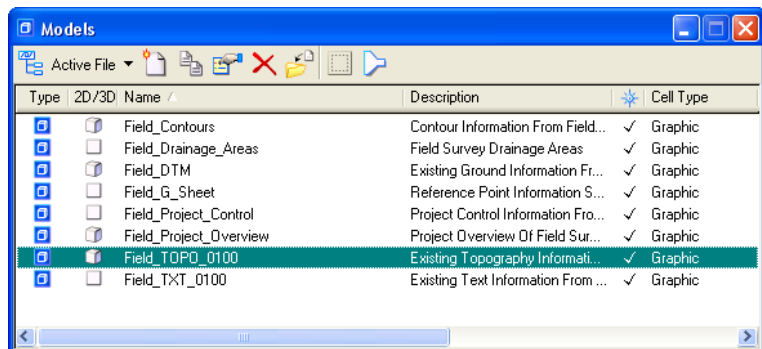 Models
Active File
Type 2D/3D Name Description Cell Type
Field_Contours Contour Information From Field... Graphic
Field_Drainage_Areas Field Survey Drainage Areas Graphic
Field_DTM Existing Ground Information Fr... Graphic
Field_G_Sheet Reference Point Information S... Graphic
Field_Project_Control Project Control Information Fro... Graphic
Field_Project_Overview Project Overview Of Field Sur... Graphic
Field_TOPO_0100 Existing Topography Informati... Graphic
Field_TXT_0100 Existing Text Information From ... Graphic